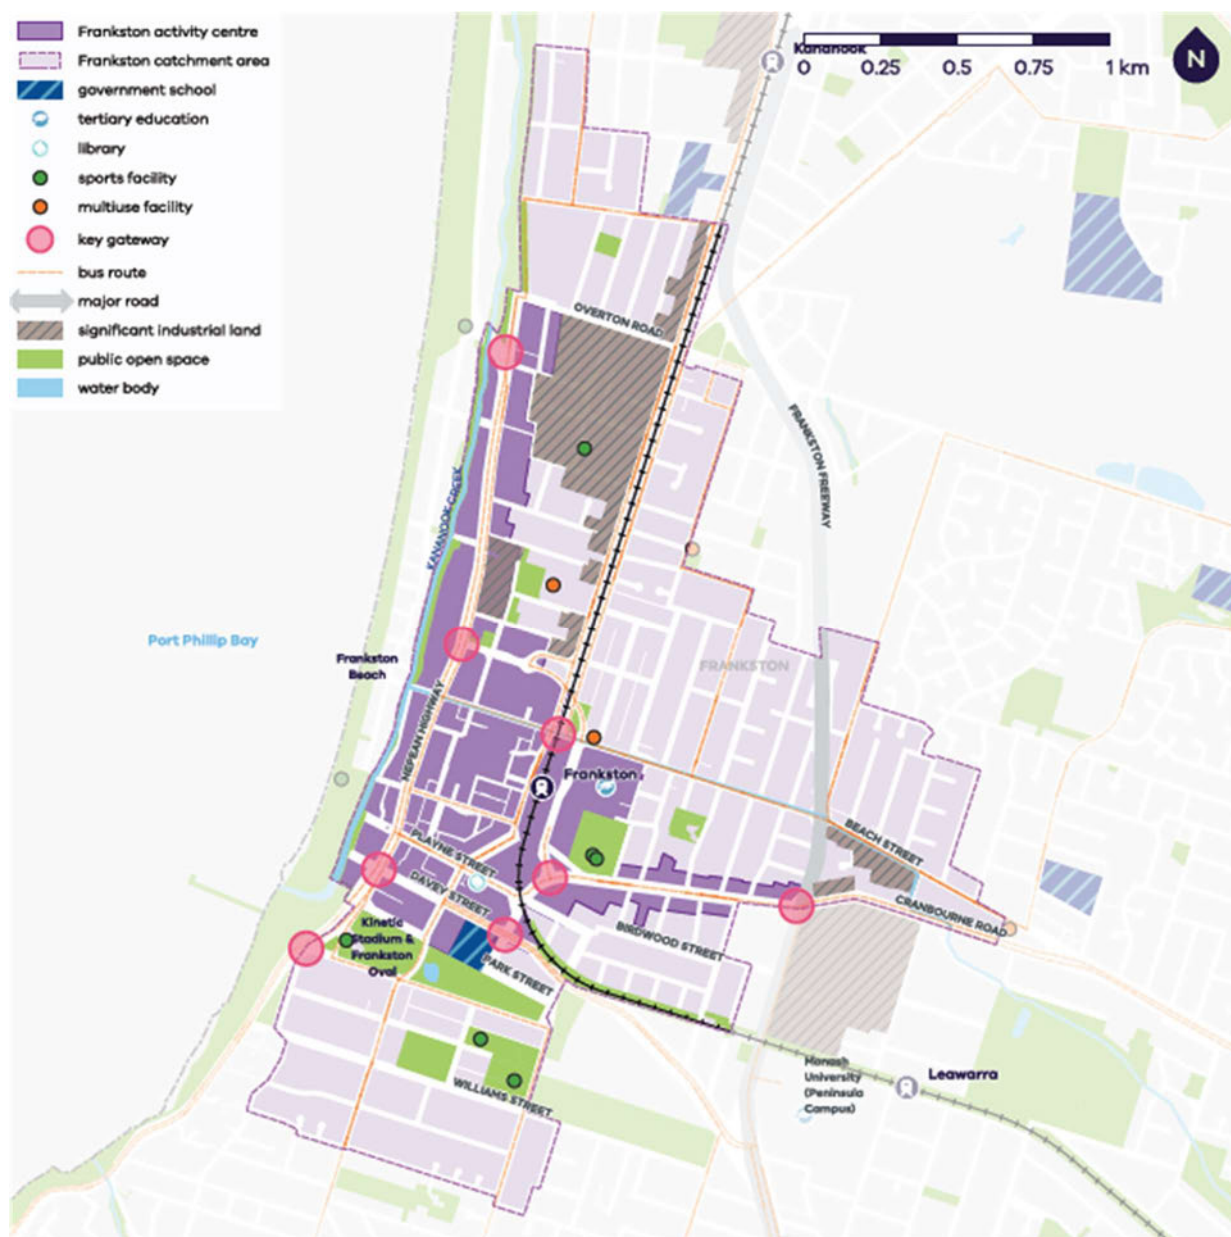 Frankston activity centre
Frankston catchment area
government school
tertiary education
library
sports facility
multiuse facility
key gateway
bus route
major road
significant industrial land
public open space
water body
Kananook
0 0.25 0.5 0.75 1 km
N
OVERTON ROAD
FRANKSTON FREEWAY
KANANOOK CREEK
Port Phillip Bay
Frankston
Beach
FRANKSTON
NEPEAN HIGHWAY
Frankston
BEACH STREET
PLAYNE STREET
DAVEY STREET
CRANBOURNE ROAD
BIRDWOOD STREET
Kinetic
Stadium &
Frankston
Oval
PARK STREET
WILLIAMS STREET
Monash
University
(Peninsula
Campus)
Leawarra